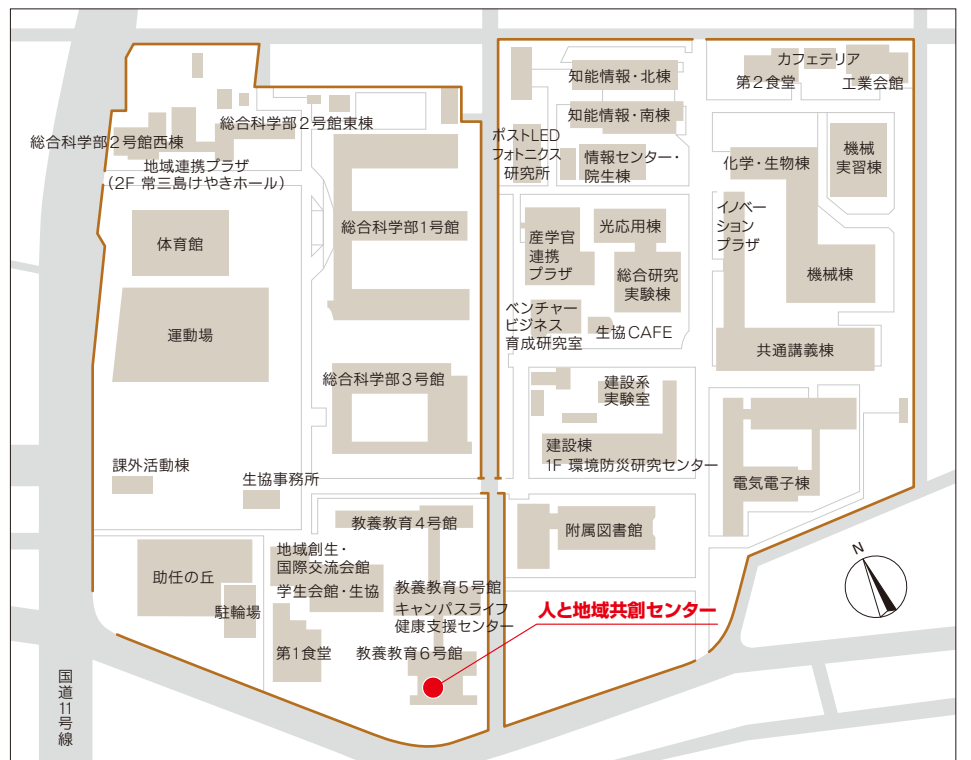 総合科学部2号館東棟
総合科学部2号館西棟
地域連携プラザ
(2F 常三島けやきホール)
体育館
総合科学部1号館
運動場
総合科学部3号館
課外活動棟
生協事務所
教養教育4号館
地域創生・
国際交流会館
助任の丘
学生会館・生協
教養教育5号館
駐輪場
キャンパスライフ
健康支援センター
第1食堂
教養教育6号館
人と地域共創センター
国道11号線
知能情報・北棟
知能情報・南棟
ポストLED
フォトニクス
研究所
情報センター・
院生棟
カフェテリア
第2食堂
工業会館
化学・生物棟
機械
実習棟
イノベー
ション
プラザ
産学官
連携
プラザ
光応用棟
総合研究
実験棟
機械棟
ベンチャー
ビジネス
育成研究室
生協CAFE
共通講義棟
建設系
実験室
建設棟
1F 環境防災研究センター
電気電子棟
附属図書館
N